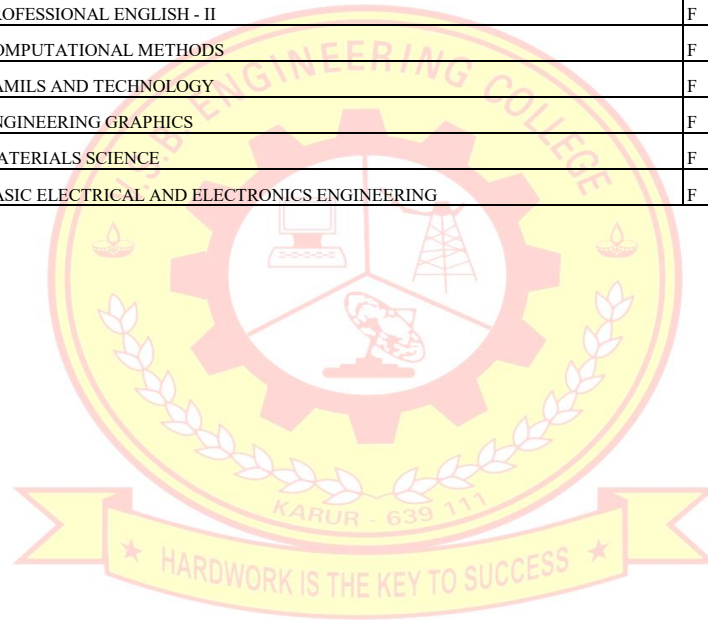 ROFESSIONAL ENGLISH - II F
OMPUTATIONAL METHODS F
AMILS AND TECHNOLOGY F
NGINEERING GRAPHICS F
ATERIALS SCIENCE F
ASIC ELECTRICAL AND ELECTRONICS ENGINEERING F
V.S.B ENGINEERING COLLEGE
KARUR - 639 111
★ HARDWORK IS THE KEY TO SUCCESS ★